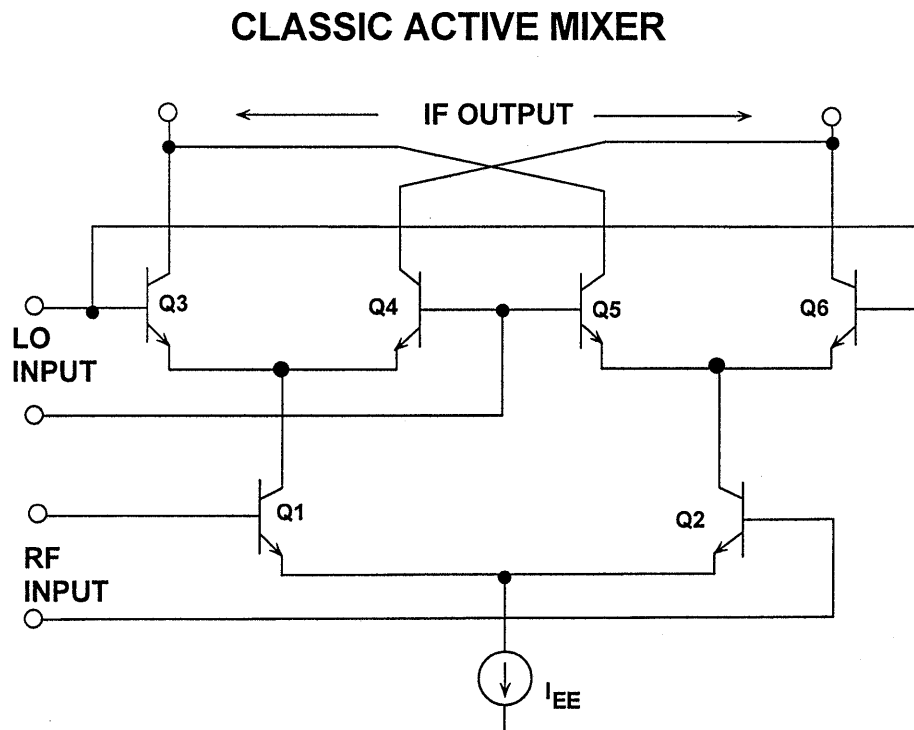 CLASSIC ACTIVE MIXER
IF OUTPUT
Q3
Q4
Q5
Q6
LO
INPUT
Q1
Q2
RF
INPUT
IEE